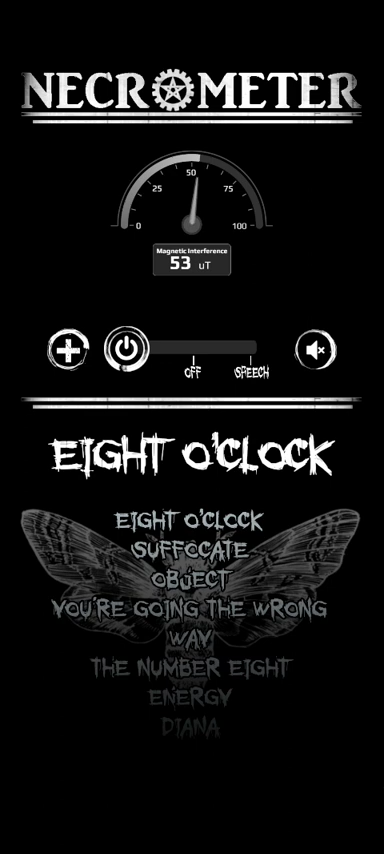 NECROMETER
50
25 75
0 100
Magnetic Interference
53 uT
OFF SPEECH
EIGHT O'CLOCK
EIGHT O'CLOCK
SUFFOCATE
OBJECT
YOU'RE GOING THE WRONG
WAY
THE NUMBER EIGHT
ENERGY
DIANA